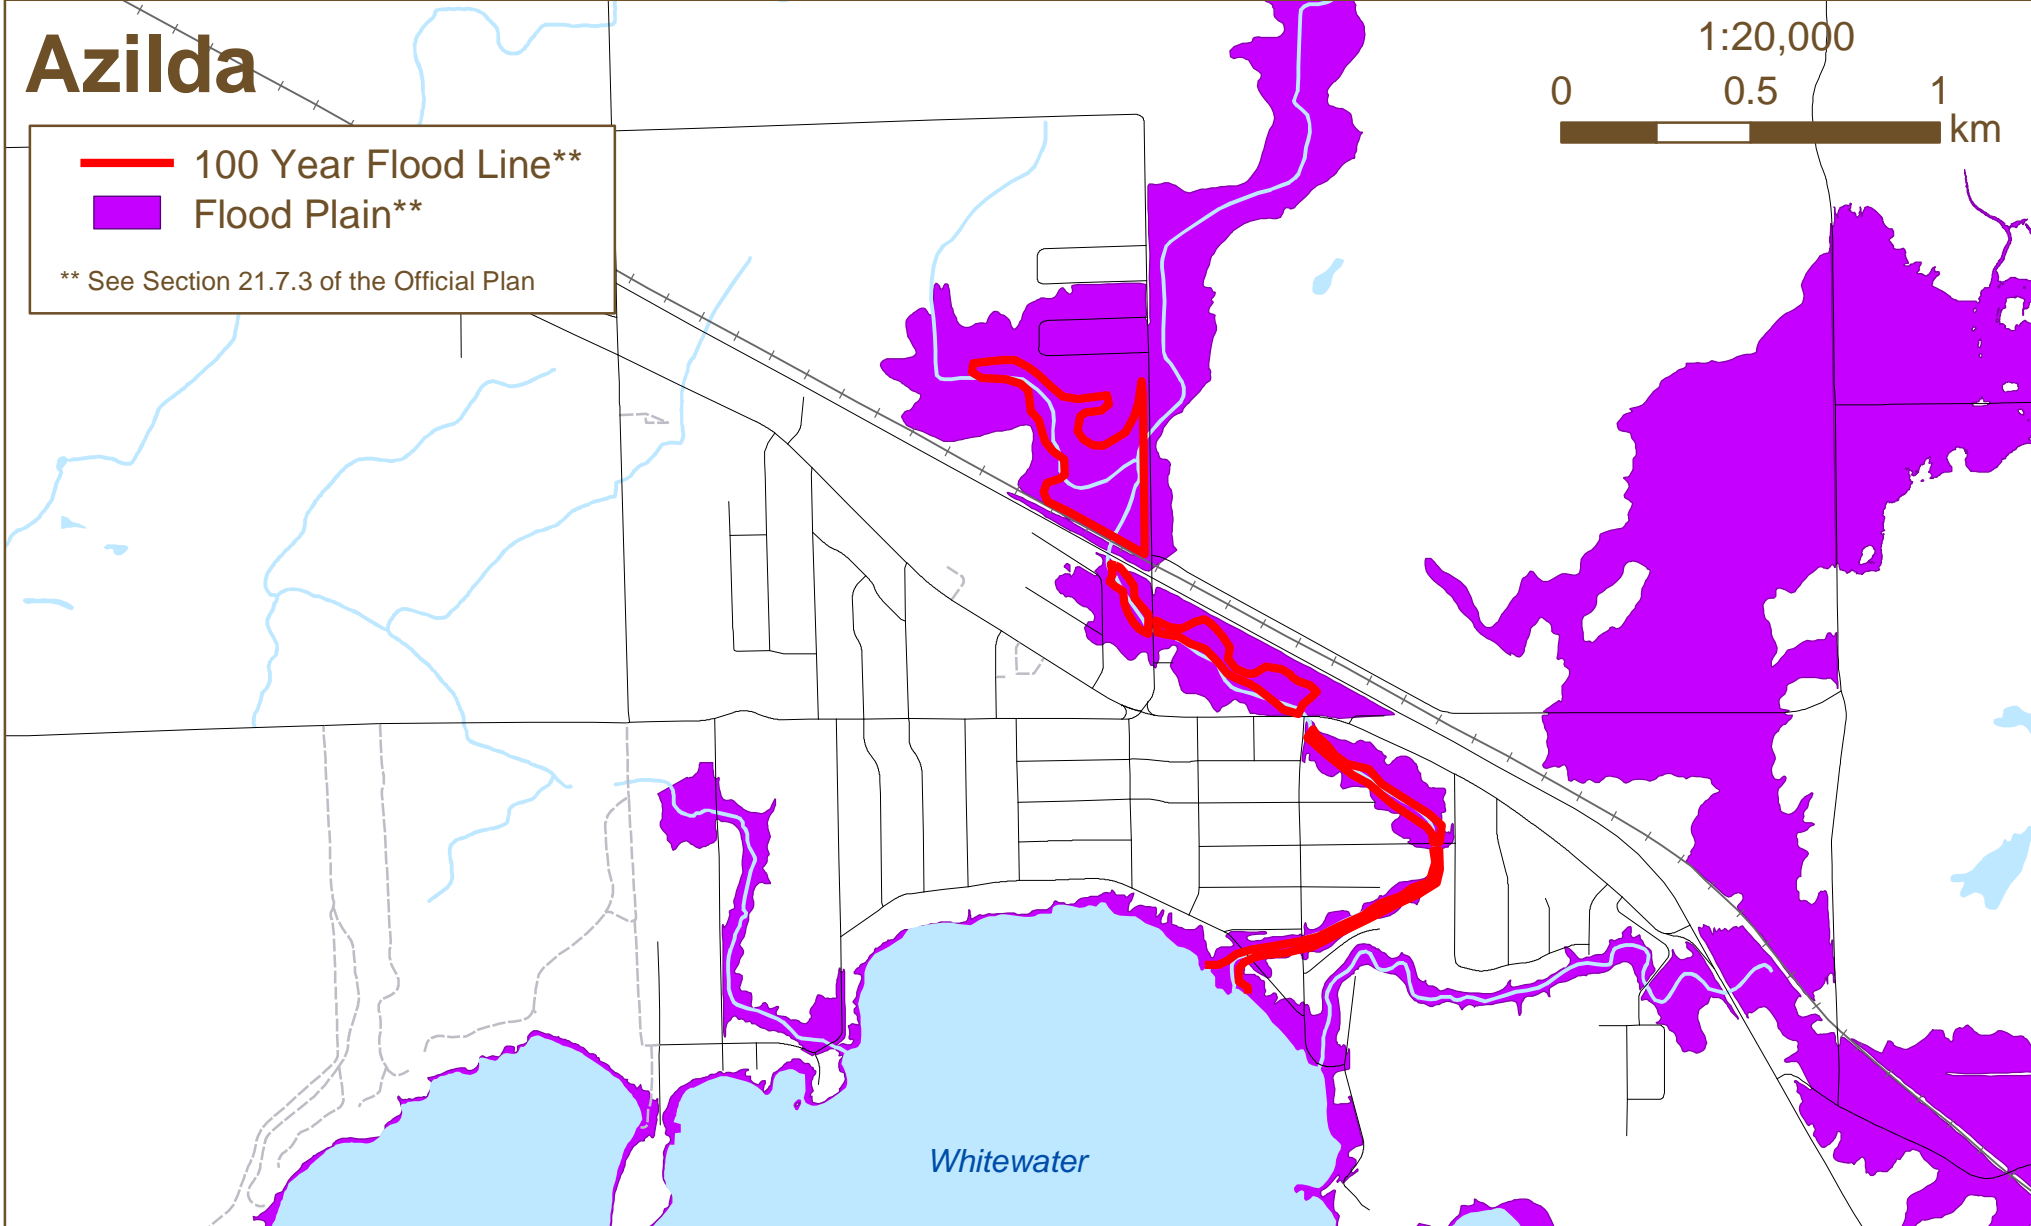 Azilda
100 Year Flood Line**
Flood Plain**
** See Section 21.7.3 of the Official Plan
1:20,000
0 0.5 1
km
Whitewater